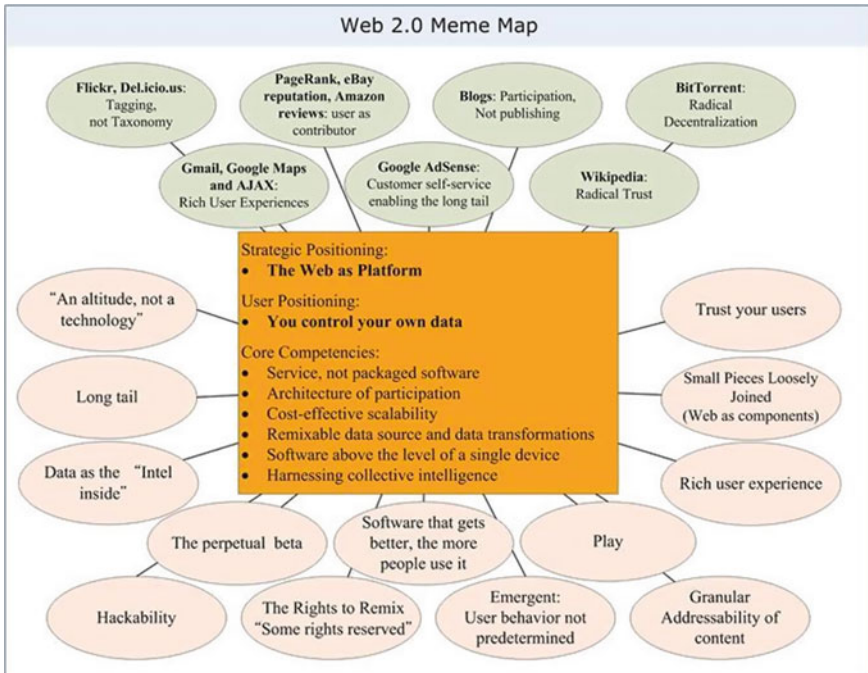 Web 2.0 Meme Map
Flickr, Del.icio.us:
Tagging,
not Taxonomy
PageRank, eBay
reputation, Amazon
reviews: user as
contributor
Blogs: Participation,
Not publishing
BitTorrent:
Radical
Decentralization
Gmail, Google Maps
and AJAX:
Rich User Experiences
Google AdSense:
Customer self-service
enabling the long tail
Wikipedia:
Radical Trust
Strategic Positioning:
• The Web as Platform
User Positioning:
• You control your own data
Core Competencies:
• Service, not packaged software
• Architecture of participation
• Cost-effective scalability
• Remixable data source and data transformations
• Software above the level of a single device
• Harnessing collective intelligence
“An altitude, not a
technology”
Long tail
Data as the “Intel
inside”
Trust your users
Small Pieces Loosely
Joined
(Web as components)
Rich user experience
The perpetual beta
Software that gets
better, the more
people use it
Play
Hackability
The Rights to Remix
“Some rights reserved”
Emergent:
User behavior not
predetermined
Granular
Addressability of
content